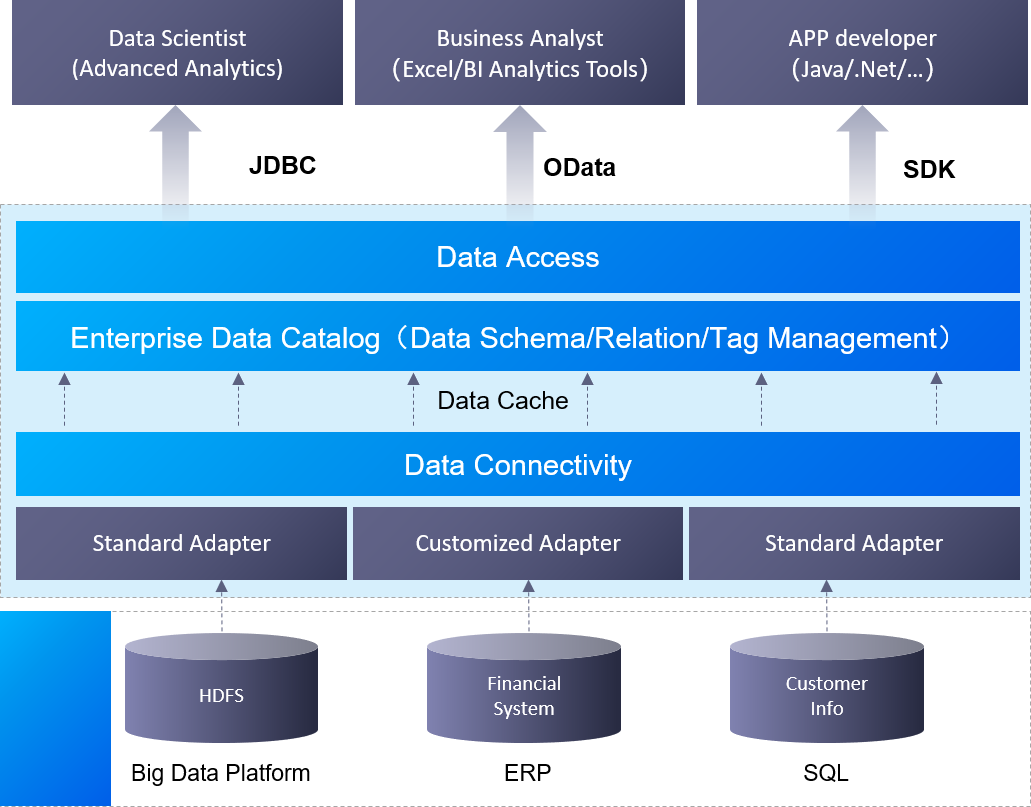 Data Scientist
(Advanced Analytics)
Business Analyst
（Excel/BI Analytics Tools）
APP developer
（Java/.Net/…）
JDBC
OData
SDK
Data Access
Enterprise Data Catalog（Data Schema/Relation/Tag Management）
Data Cache
Data Connectivity
Standard Adapter
Customized Adapter
Standard Adapter
HDFS
Financial
System
Customer
Info
Big Data Platform
ERP
SQL